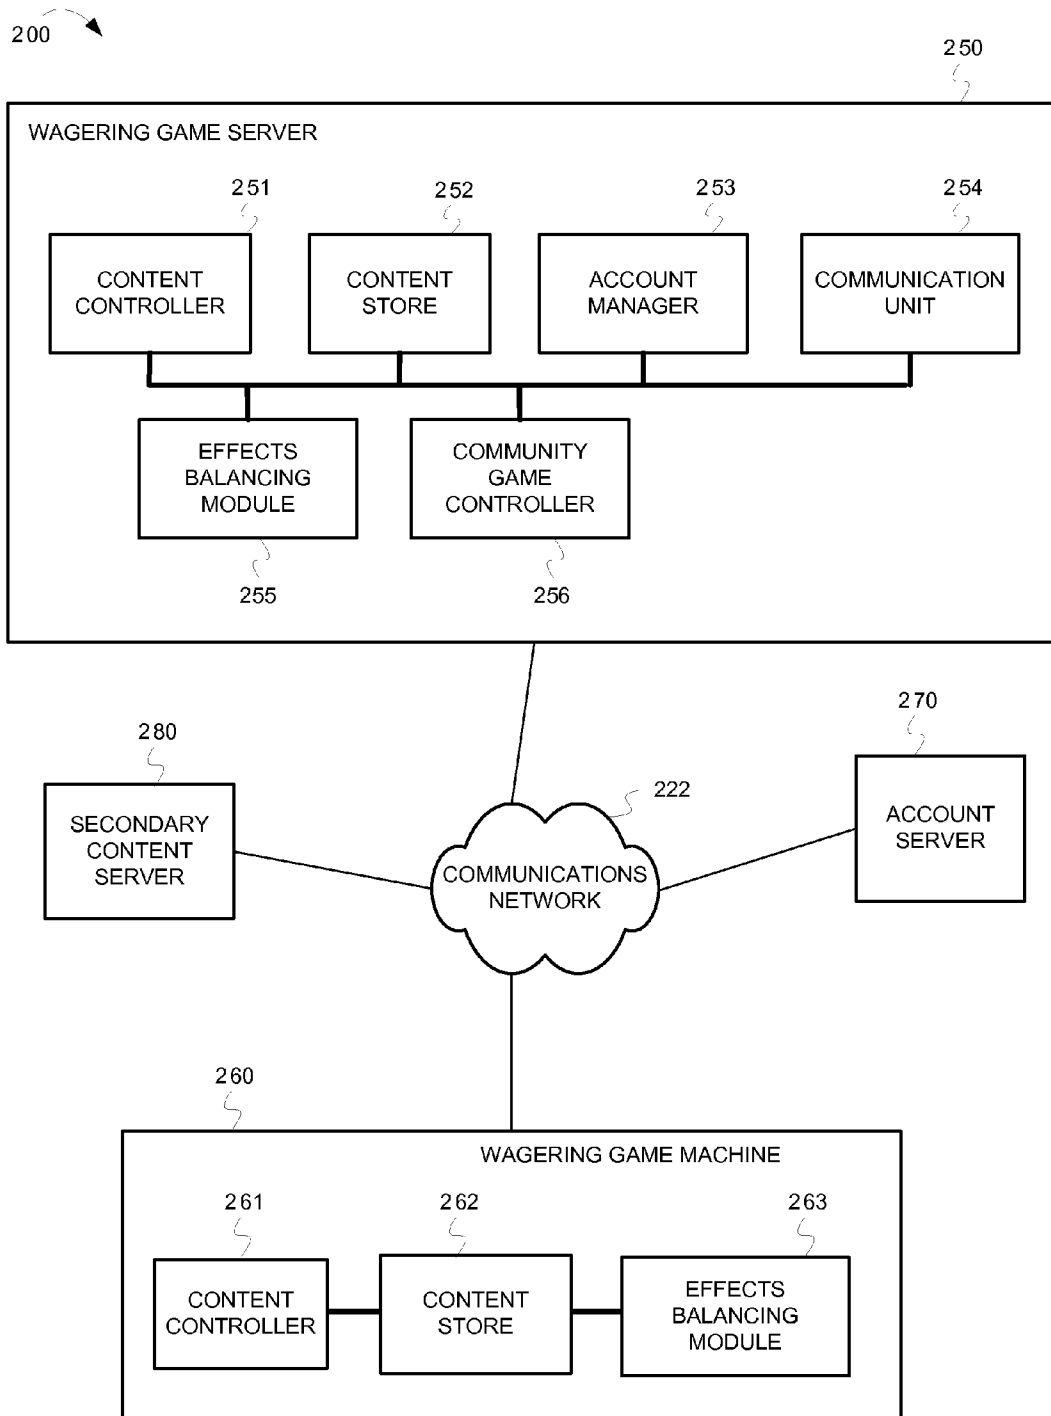 200
250
WAGERING GAME SERVER
251
252
253
254
CONTENT
CONTROLLER
CONTENT
STORE
ACCOUNT
MANAGER
COMMUNICATION
UNIT
EFFECTS
BALANCING
MODULE
COMMUNITY
GAME
CONTROLLER
255
256
280
270
222
SECONDARY
CONTENT
SERVER
COMMUNICATIONS
NETWORK
ACCOUNT
SERVER
260
WAGERING GAME MACHINE
261
262
263
CONTENT
CONTROLLER
CONTENT
STORE
EFFECTS
BALANCING
MODULE